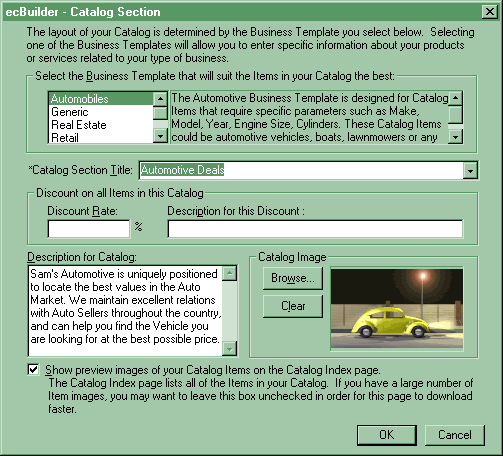 ecBuilder - Catalog Section
The layout of your Catalog is determined by the Business Template you select below. Selecting
one of the Business Templates will allow you to enter specific information about your products
or services related to your type of business.
Select the Business Template that will suit the Items in your Catalog the best:
Automobiles
Generic
Real Estate
Retail
The Automotive Business Template is designed for Catalog
Items that require specific parameters such as Make,
Model, Year, Engine Size, Cylinders. These Catalog Items
could be automotive vehicles, boats, lawnmowers or any
*Catalog Section Title:
Automotive Deals
Discount on all Items in this Catalog
Discount Rate:
Description for this Discount :
%
Description for Catalog:
Sam's Automotive is uniquely positioned
to locate the best values in the Auto
Market. We maintain excellent relations
with Auto Sellers throughout the country,
and can help you find the Vehicle you
are looking for at the best possible price.
Catalog Image
Browse...
Clear
Show preview images of your Catalog Items on the Catalog Index page.
The Catalog Index page lists all of the Items in your Catalog. If you have a large number of
Item images, you may want to leave this box unchecked in order for this page to download
faster.
OK
Cancel